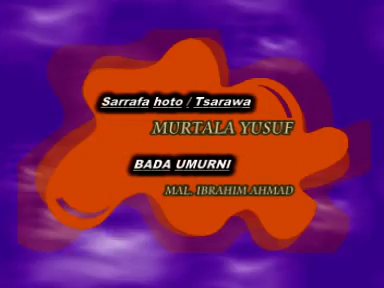 Sarrafa hoto / Tsarawa
MURTALA YUSUF
BADA UMURNI
MAL. IBRAHIM AHMAD